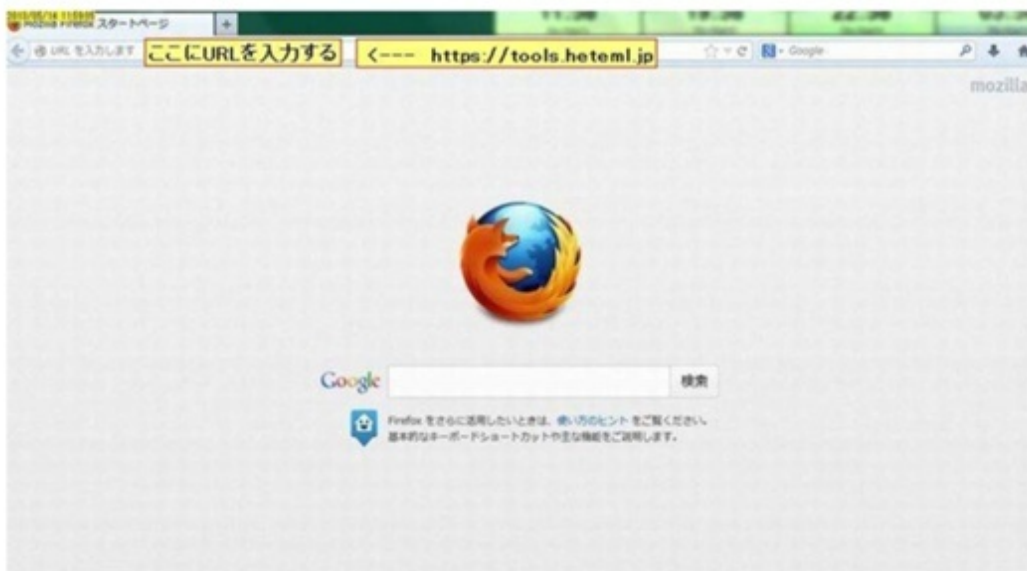 Mozilla Firefox スタートページ
+
URL を入力します
ここにURLを入力する
<--- https://tools.heteml.jp
Google
mozilla
Google
検索
Firefox をさらに活用したいときは、使い方のヒント をご覧ください。
基本的なキーボードショートカットや主な機能をご説明します。